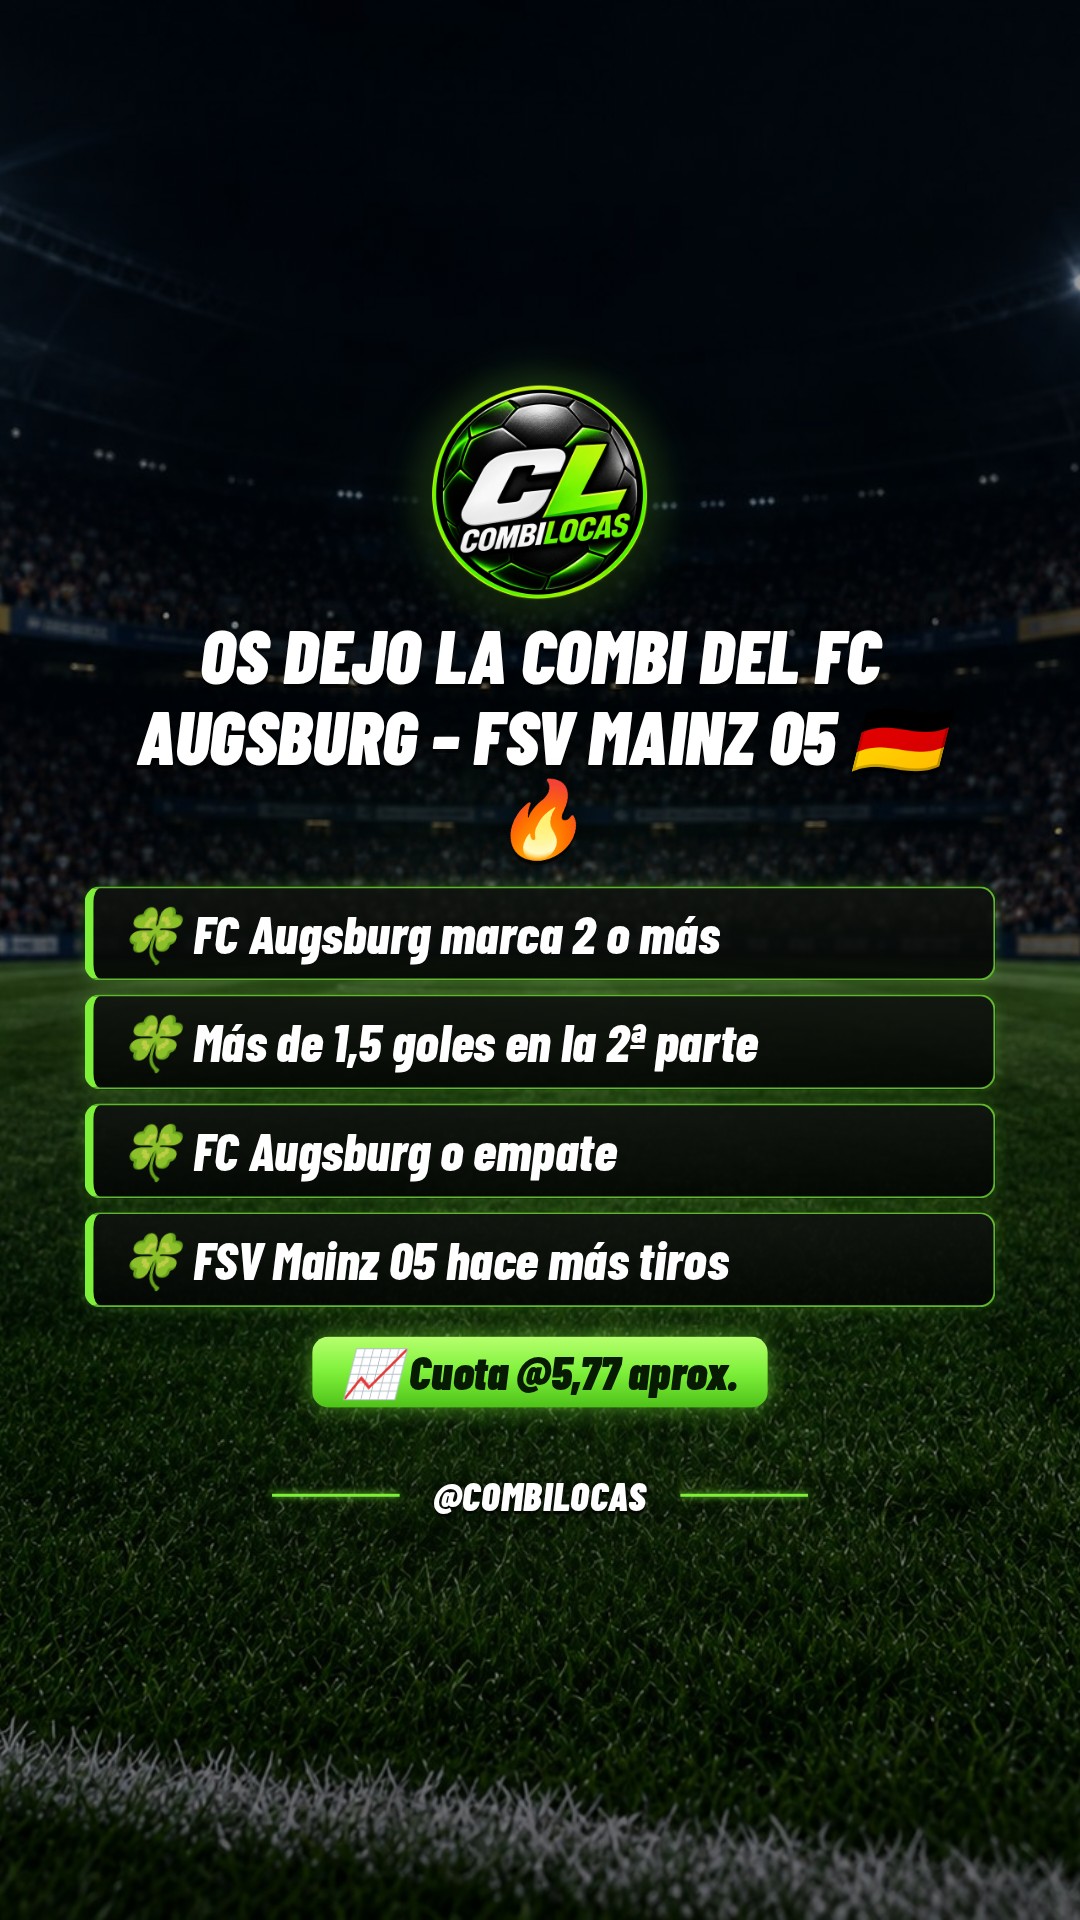 CL
COMBILOCAS
OS DEJO LA COMBI DEL FC
AUGSBURG - FSV MAINZ 05 🇩🇪
🔥
🍀 FC Augsburg marca 2 o más
🍀 Más de 1,5 goles en la 2ª parte
🍀 FC Augsburg o empate
🍀 FSV Mainz 05 hace más tiros
📈 Cuota @5,77 aprox.
@COMBILOCAS